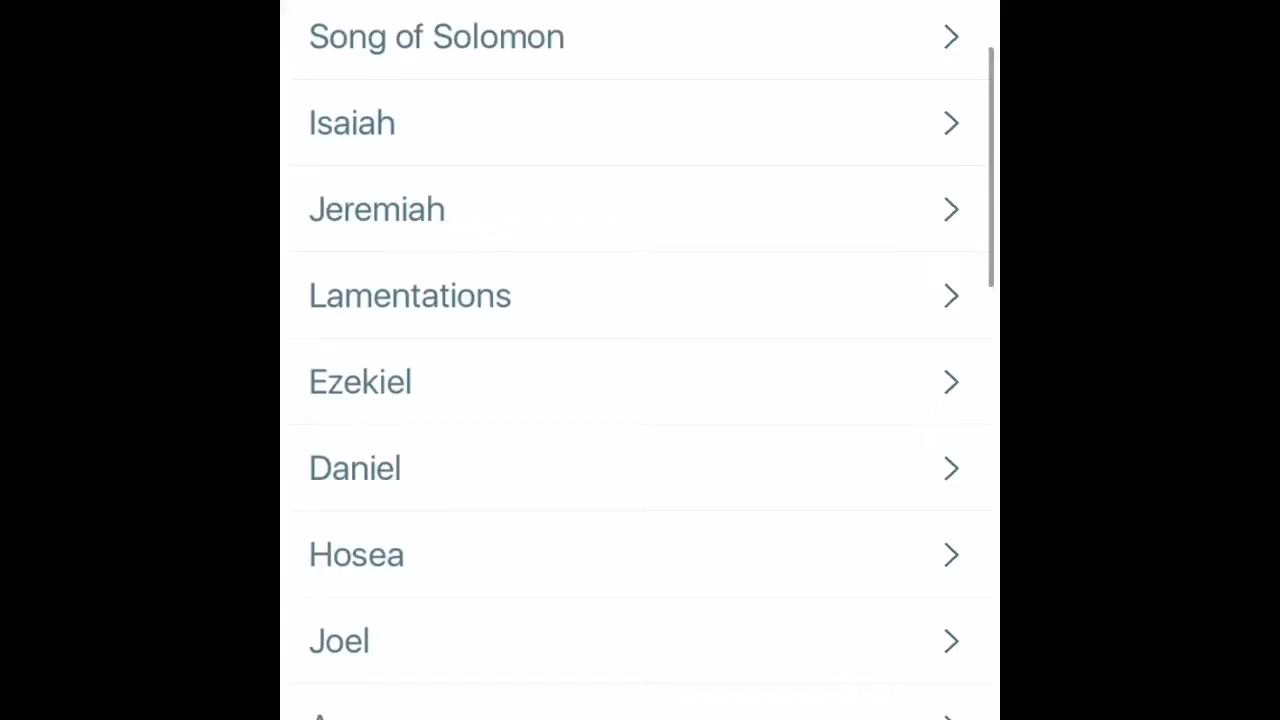 Song of Solomon
Isaiah
Jeremiah
Lamentations
Ezekiel
Daniel
Hosea
Joel